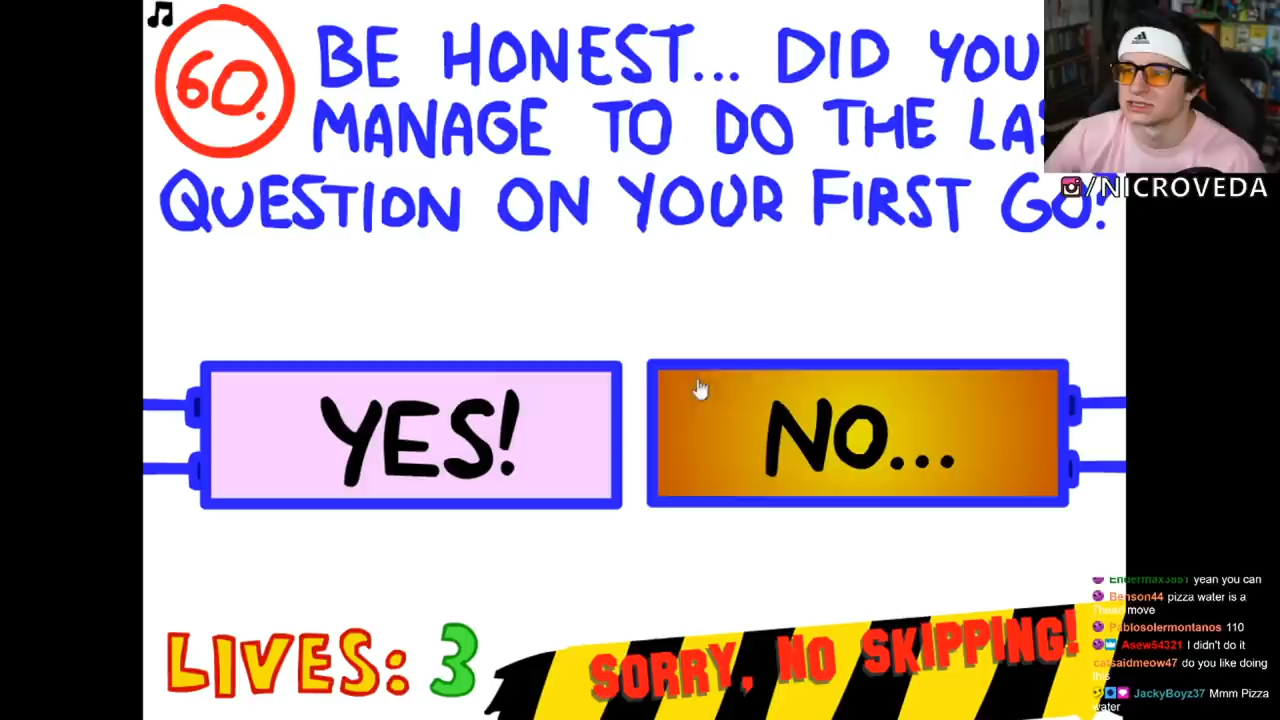 60.
BE HONEST... DID YOU
MANAGE TO DO THE
QUESTION ON YOUR FIRST GO?
/NICROVEDA
YES!
NO...
LIVES: 3
SORRY, NO SKIPPING!
Endermax3851 yeah you can
Benson44 pizza water is a
move
Pablosolermontanos 110
Asew54321 I didn't do it
catsaidmeow47 do you like doing
this
JackyBoyz37 Mmm Pizza
water